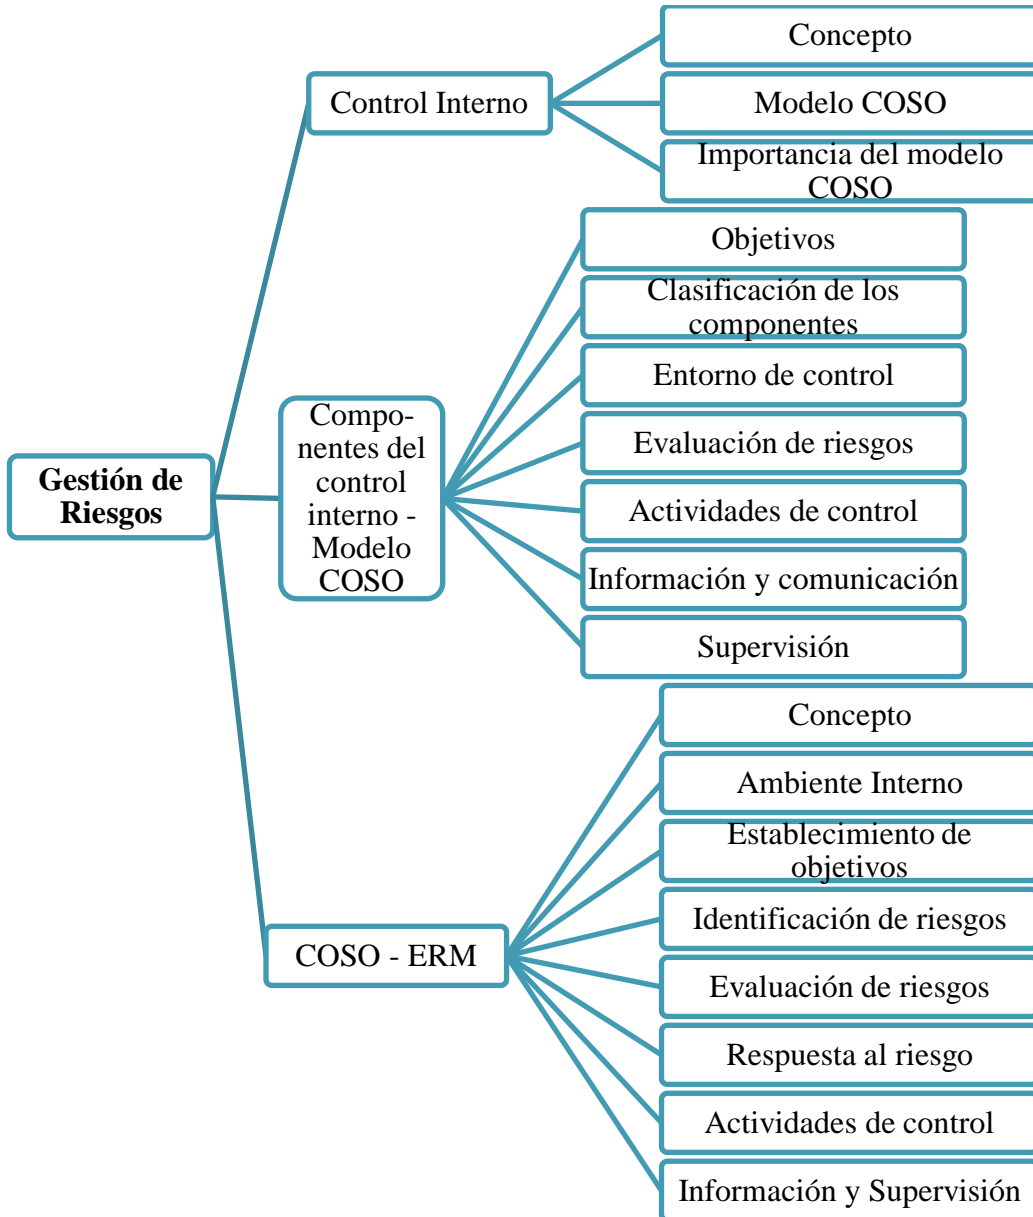 Gestión de
Riesgos
Control Interno
Concepto
Modelo COSO
Importancia del modelo
COSO
Compo-
nentes del
control
interno -
Modelo
COSO
Objetivos
Clasificación de los
componentes
Entorno de control
Evaluación de riesgos
Actividades de control
Información y comunicación
Supervisión
COSO - ERM
Concepto
Ambiente Interno
Establecimiento de
objetivos
Identificación de riesgos
Evaluación de riesgos
Respuesta al riesgo
Actividades de control
Información y Supervisión